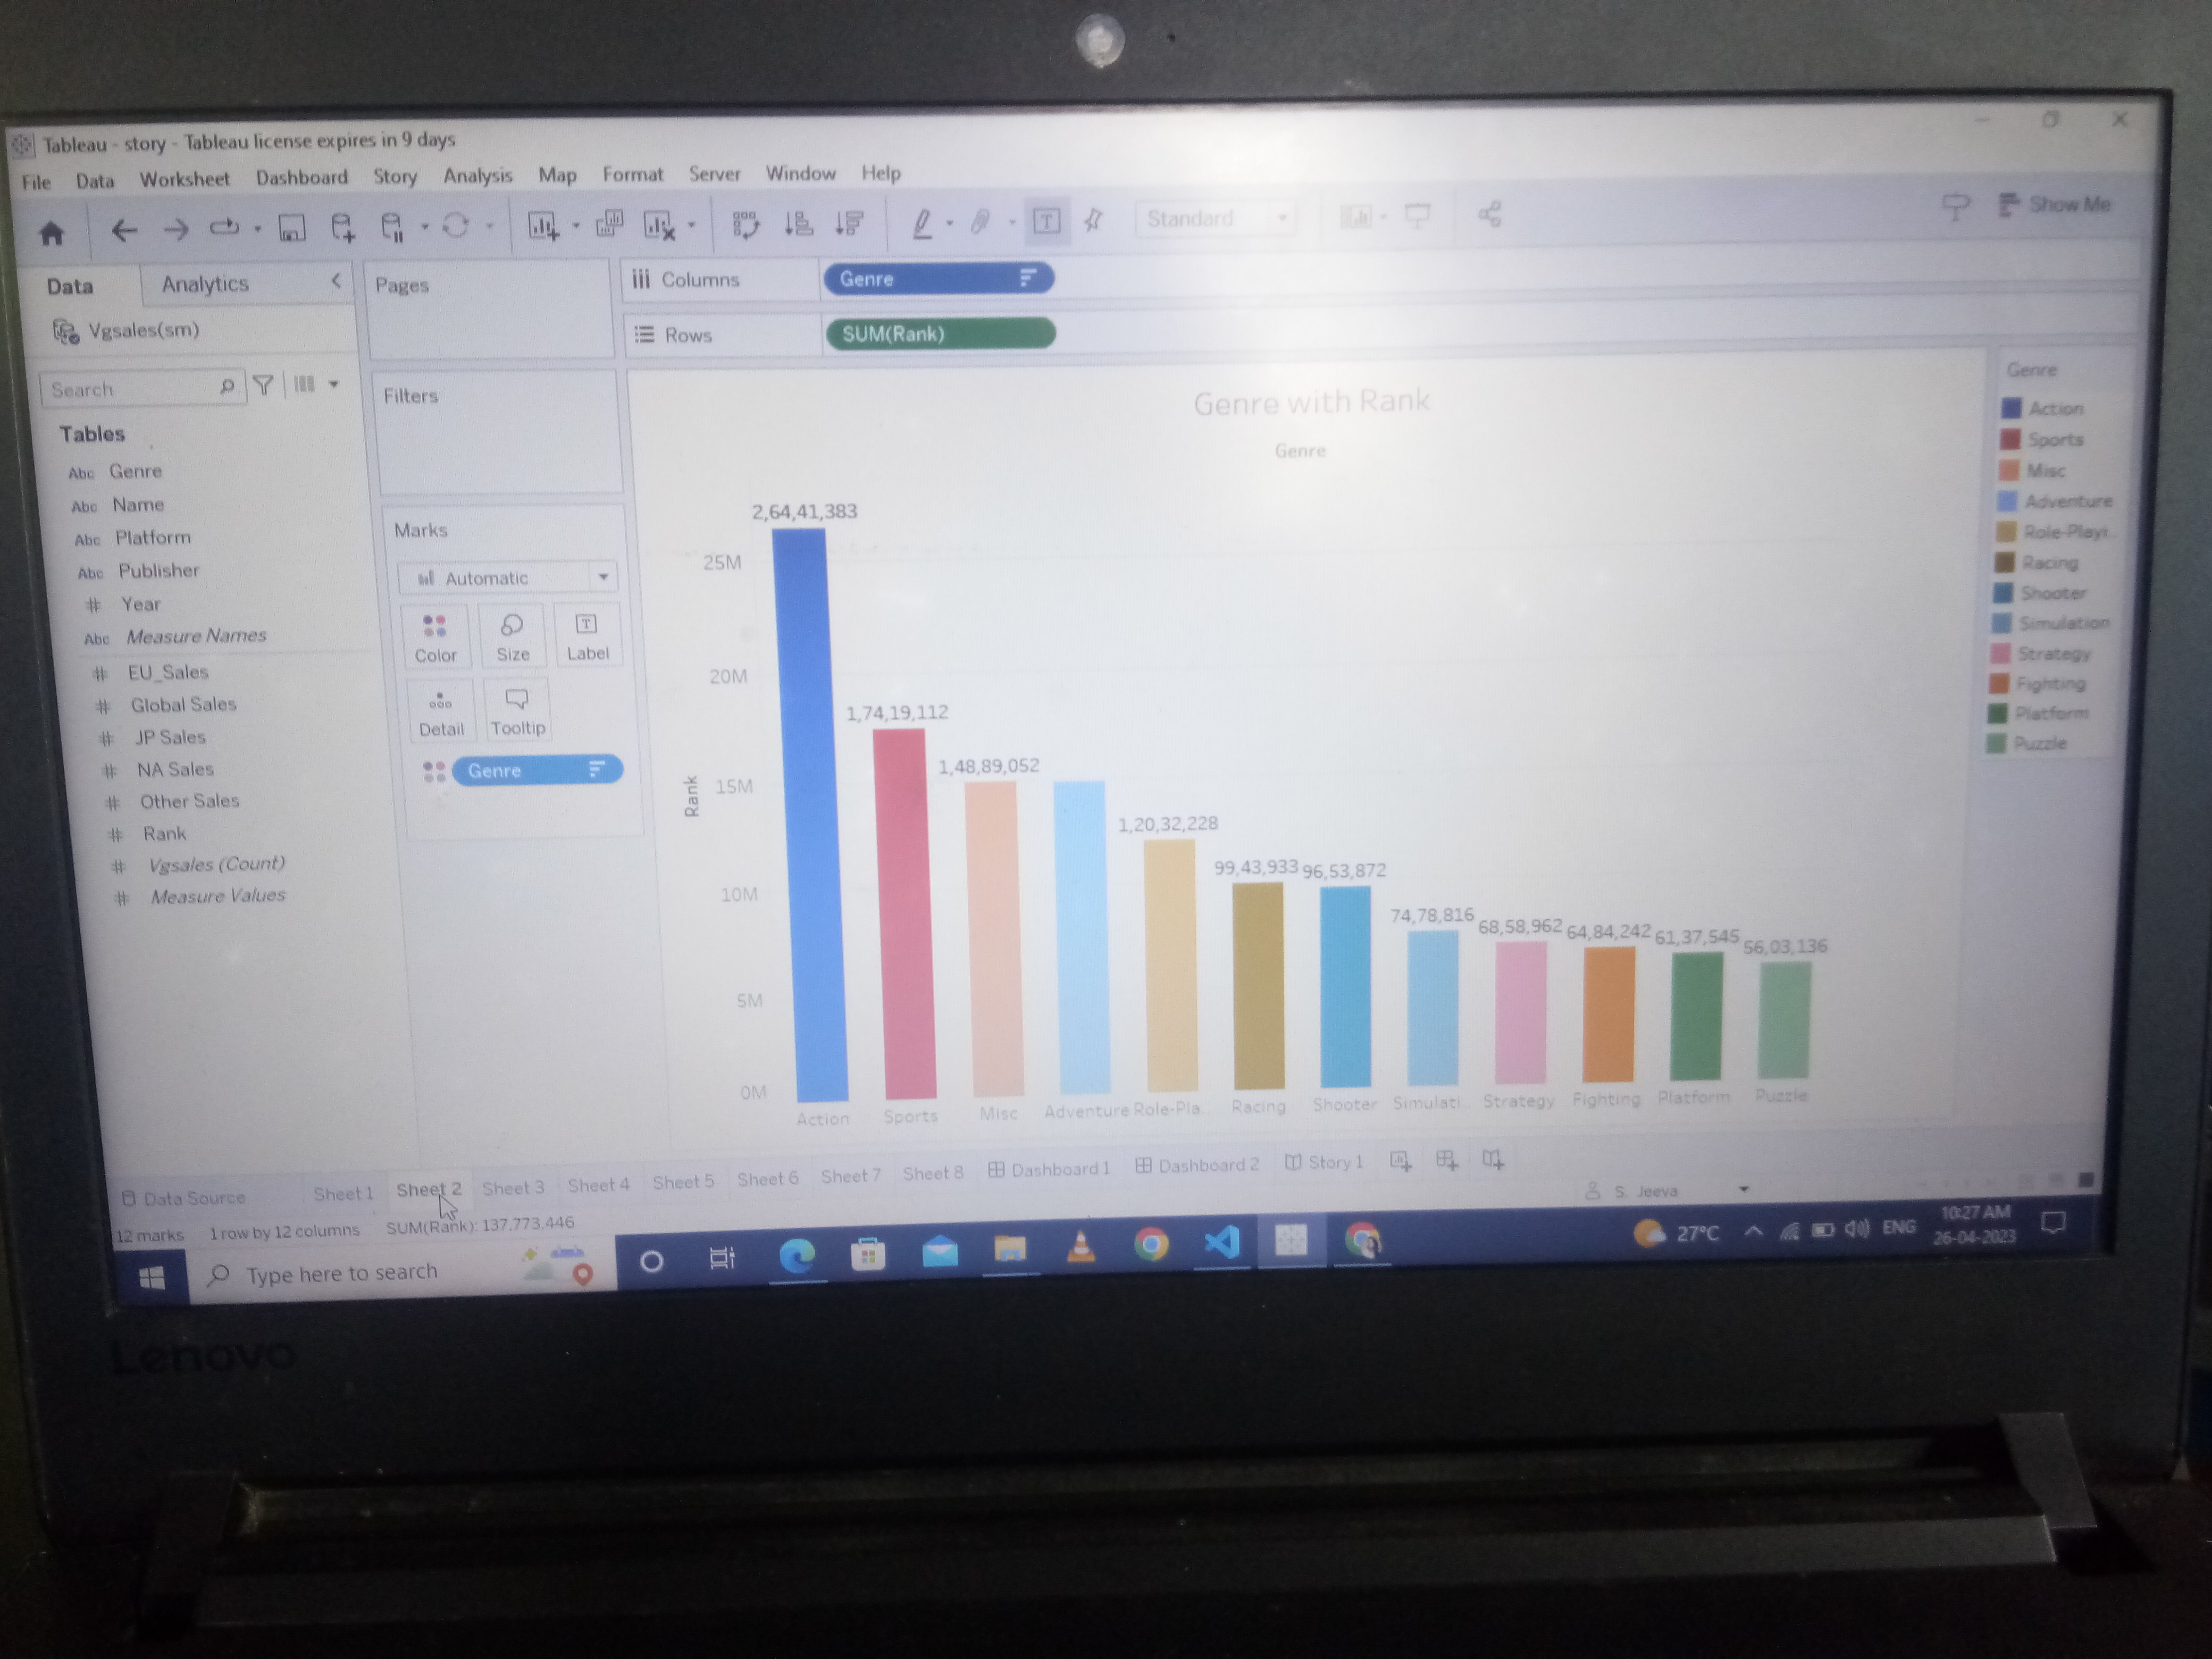 Tableau - story - Tableau license expires in 9 days
File Data Worksheet Dashboard Story Analysis Map Format Server Window Help
Standard
Show Me
Data Analytics
Vgsales(sm)
Search
Tables
Abc Genre
Abc Name
Abc Platform
Abc Publisher
# Year
Abc Measure Names
# EU_Sales
# Global Sales
# JP Sales
# NA Sales
# Other Sales
# Rank
# Vgsales (Count)
# Measure Values
Pages
Filters
Marks
Automatic
Color Size Label
Detail Tooltip
Genre
Columns Genre
Rows SUM(Rank)
Genre with Rank
Genre
2,64,41,383
1,74,19,112
1,48,89,052
1,20,32,228
99,43,933
96,53,872
74,78,816
68,58,962
64,84,242
61,37,545
56,03,136
Rank
25M
20M
15M
10M
5M
0M
Action Sports Misc Adventure Role-Pla.. Racing Shooter Simulati.. Strategy Fighting Platform Puzzle
Genre
Action
Sports
Misc
Adventure
Role-Playi..
Racing
Shooter
Simulation
Strategy
Fighting
Platform
Puzzle
Data Source Sheet 1 Sheet 2 Sheet 3 Sheet 4 Sheet 5 Sheet 6 Sheet 7 Sheet 8 Dashboard 1 Dashboard 2 Story 1
12 marks 1 row by 12 columns SUM(Rank): 137,773,446
S. Jeeva
Type here to search
27°C
ENG
10:27 AM
26-04-2023
Lenovo